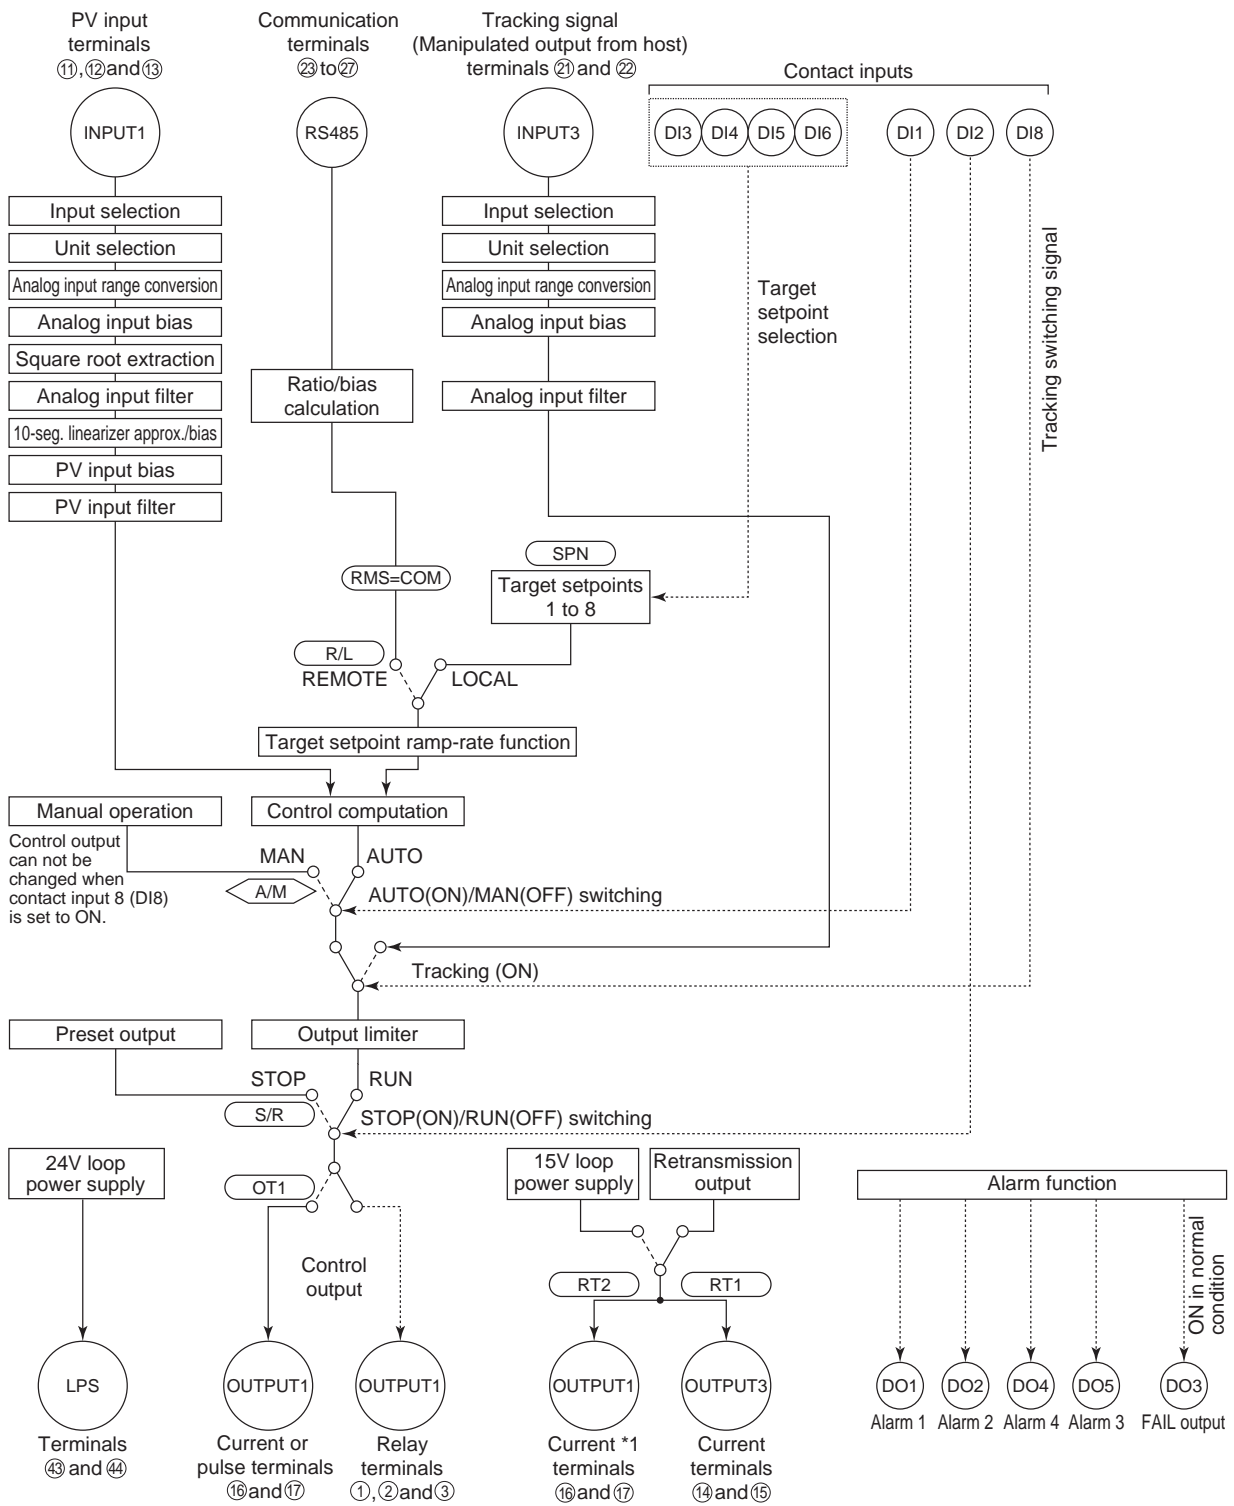 PV input
terminals
⑪,⑫and⑬
Communication
terminals
㉓to㉗
Tracking signal
(Manipulated output from host)
terminals ㉑ and ㉒
Contact inputs
INPUT1
RS485
INPUT3
DI3
DI4
DI5
DI6
DI1
DI2
DI8
Input selection
Unit selection
Analog input range conversion
Analog input bias
Square root extraction
Analog input filter
10-seg. linearizer approx./bias
PV input bias
PV input filter
Ratio/bias
calculation
Input selection
Unit selection
Analog input range conversion
Analog input bias
Analog input filter
Target
setpoint
selection
Tracking switching signal
RMS=COM
SPN
Target setpoints
1 to 8
R/L
REMOTE
LOCAL
Target setpoint ramp-rate function
Manual operation
Control computation
Control output
can not be
changed when
contact input 8 (DI8)
is set to ON.
MAN
AUTO
A/M
AUTO(ON)/MAN(OFF) switching
Tracking (ON)
Preset output
Output limiter
STOP
RUN
S/R
STOP(ON)/RUN(OFF) switching
24V loop
power supply
OT1
Control
output
15V loop
power supply
Retransmission
output
RT2
RT1
Alarm function
ON in normal
condition
LPS
OUTPUT1
OUTPUT1
OUTPUT1
OUTPUT3
DO1
DO2
DO4
DO5
DO3
Alarm 1
Alarm 2
Alarm 4
Alarm 3
FAIL output
Terminals
㊸ and ㊹
Current or
pulse terminals
⑯and⑰
Relay
terminals
①,②and③
Current *1
terminals
⑯ and ⑰
Current
terminals
⑭ and ⑮